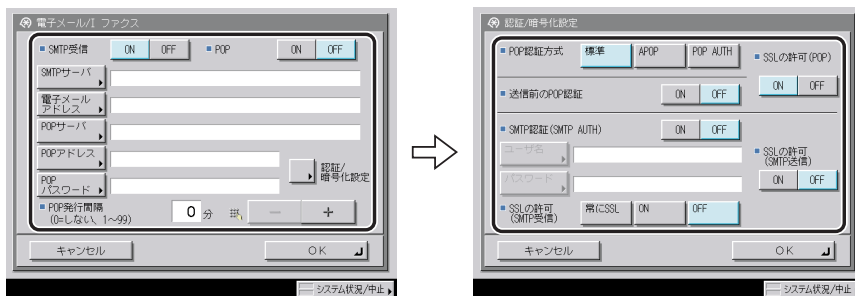 電子メール/I ファクス
■ SMTP受信 ON OFF ■ POP ON OFF
SMTPサーバ
電子メール
アドレス
POPサーバ
POPアドレス
POP
パスワード
認証/
暗号化設定
■ POP発行間隔
(0=しない、1~99)
0 分 − +
キャンセル OK
システム状況/中止
認証/暗号化設定
■ POP認証方式 標準 APOP POP AUTH
■ SSLの許可(POP)
ON OFF
■ 送信前のPOP認証 ON OFF
■ SMTP認証(SMTP AUTH) ON OFF
ユーザ名
パスワード
■ SSLの許可
(SMTP送信)
ON OFF
■ SSLの許可
(SMTP受信)
常にSSL ON OFF
キャンセル OK
システム状況/中止